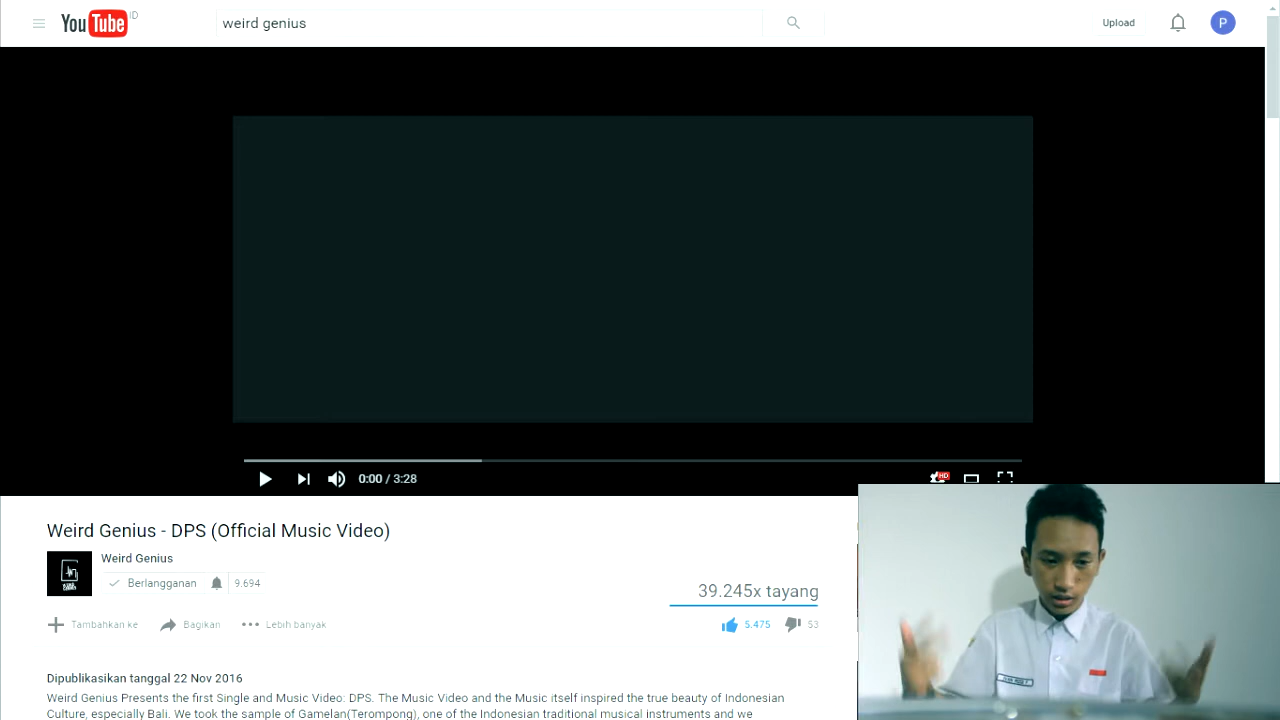 YouTube ID
weird genius
Upload
P
0:00 / 3:28
HD
Weird Genius - DPS (Official Music Video)
Weird Genius
Berlangganan 9.694
39.245x tayang
Tambahkan ke Bagikan Lebih banyak
5.475 53
Dipublikasikan tanggal 22 Nov 2016
Weird Genius Presents the first Single and Music Video: DPS. The Music Video and the Music itself inspired the true beauty of Indonesian
Culture, especially Bali. We took the sample of Gamelan(Terompong), one of the Indonesian traditional musical instruments and we